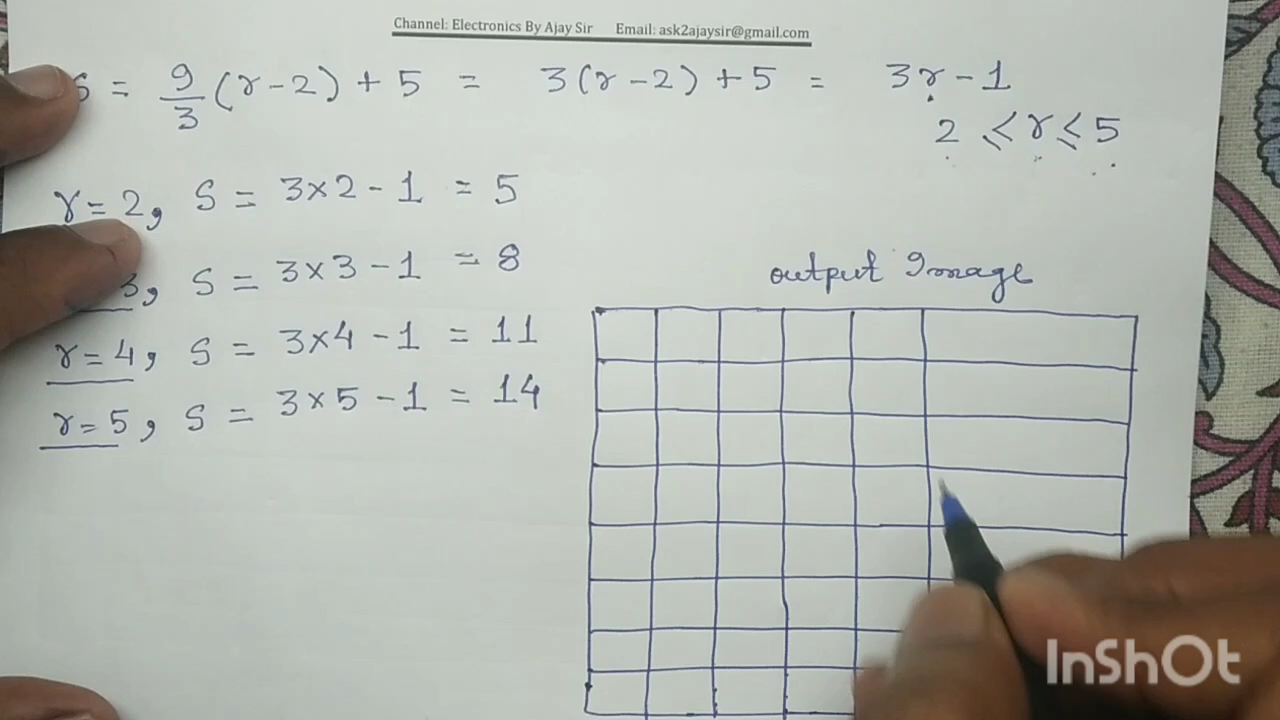 Channel: Electronics By Ajay Sir Email: ask2ajaysir@gmail.com
s = 9/3 (r - 2) + 5 = 3(r - 2) + 5 = 3r - 1
2 ≤ r ≤ 5
r = 2, S = 3×2 - 1 = 5
3, S = 3×3 - 1 = 8
r = 4, S = 3×4 - 1 = 11
r = 5, S = 3×5 - 1 = 14
output Image
InShOt